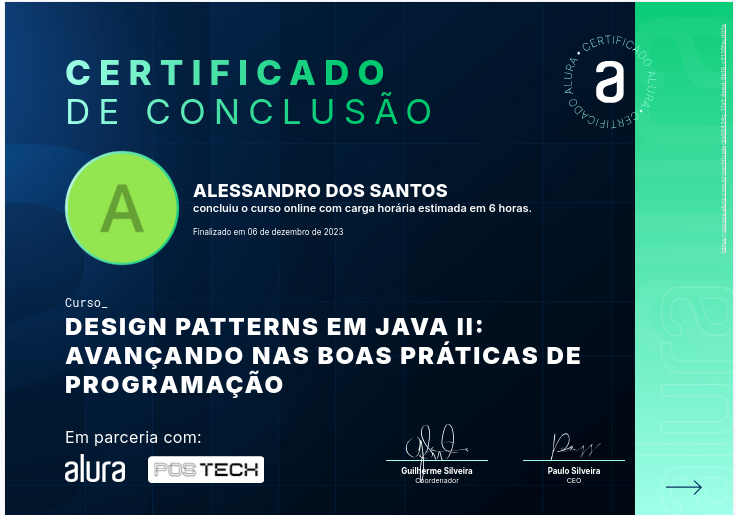 CERTIFICADO
DE CONCLUSÃO
• CERTIFICADO ALURA • CERTIFICADO ALURA
a
A
ALESSANDRO DOS SANTOS
concluiu o curso online com carga horária estimada em 6 horas.
Finalizado em 06 de dezembro de 2023
Curso_
DESIGN PATTERNS EM JAVA II:
AVANÇANDO NAS BOAS PRÁTICAS DE
PROGRAMAÇÃO
Em parceria com:
alura
POSTECH
Guilherme Silveira
Coordenador
Paulo Silveira
CEO
alura